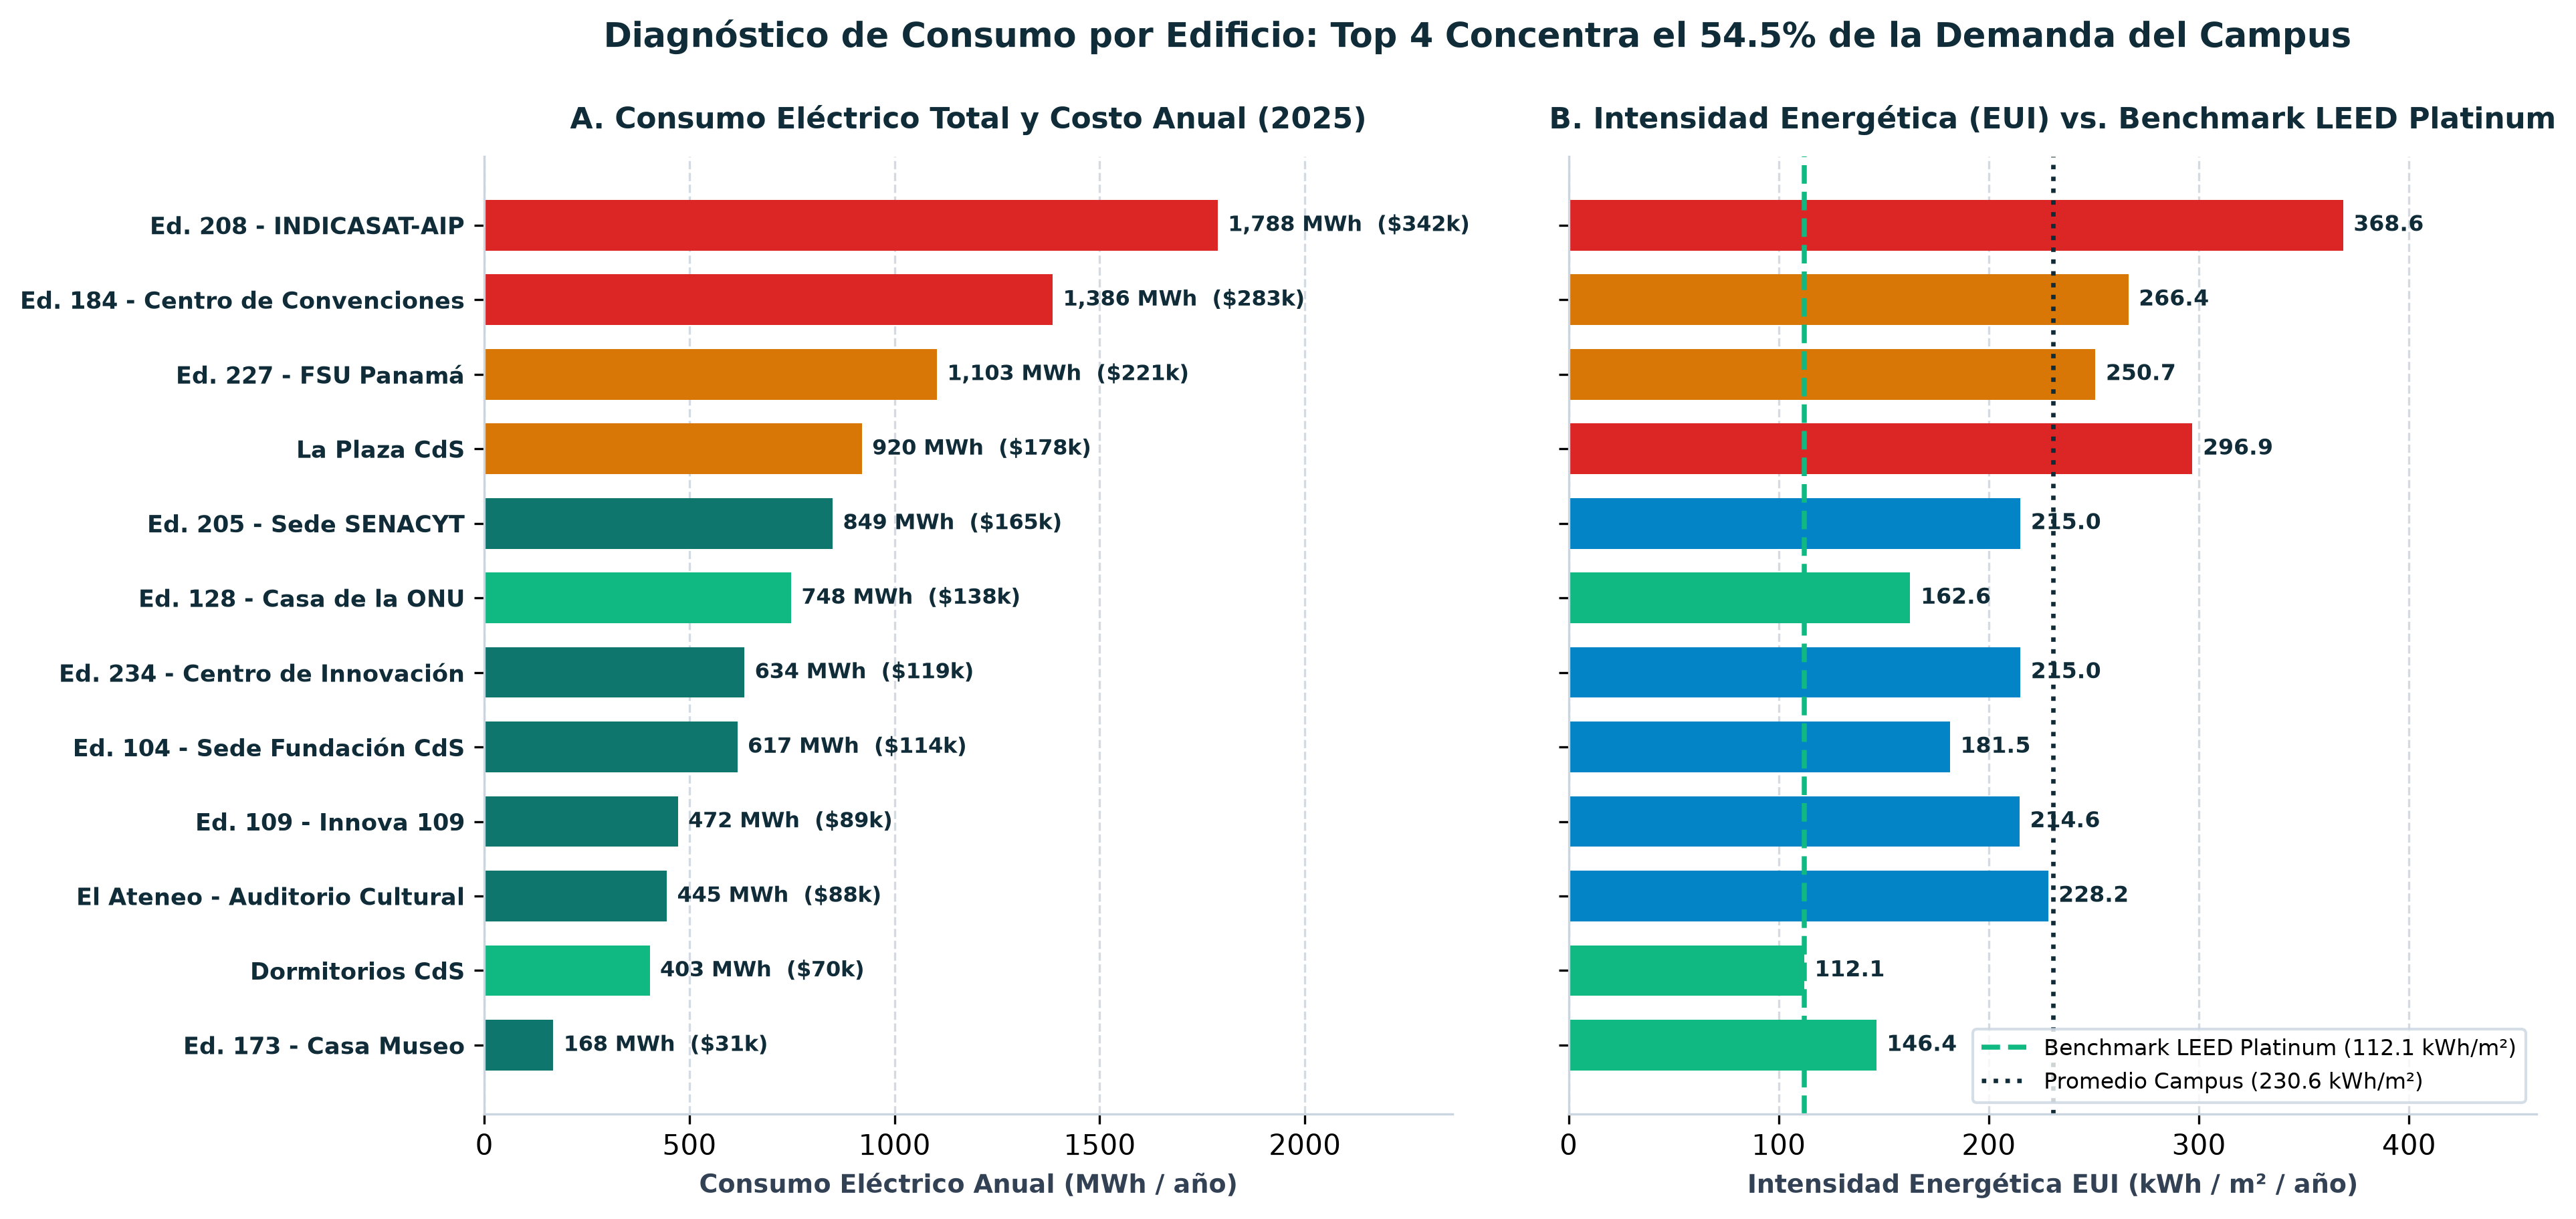 Diagnóstico de Consumo por Edificio: Top 4 Concentra el 54.5% de la Demanda del Campus
A. Consumo Eléctrico Total y Costo Anual (2025)
Ed. 208 - INDICASAT-AIP
1,788 MWh ($342k)
Ed. 184 - Centro de Convenciones
1,386 MWh ($283k)
Ed. 227 - FSU Panamá
1,103 MWh ($221k)
La Plaza CdS
920 MWh ($178k)
Ed. 205 - Sede SENACYT
849 MWh ($165k)
Ed. 128 - Casa de la ONU
748 MWh ($138k)
Ed. 234 - Centro de Innovación
634 MWh ($119k)
Ed. 104 - Sede Fundación CdS
617 MWh ($114k)
Ed. 109 - Innova 109
472 MWh ($89k)
El Ateneo - Auditorio Cultural
445 MWh ($88k)
Dormitorios CdS
403 MWh ($70k)
Ed. 173 - Casa Museo
168 MWh ($31k)
0 500 1000 1500 2000
Consumo Eléctrico Anual (MWh / año)
B. Intensidad Energética (EUI) vs. Benchmark LEED Platinum
368.6
266.4
250.7
296.9
215.0
162.6
215.0
181.5
214.6
228.2
112.1
146.4
Benchmark LEED Platinum (112.1 kWh/m²)
Promedio Campus (230.6 kWh/m²)
0 100 200 300 400
Intensidad Energética EUI (kWh / m² / año)